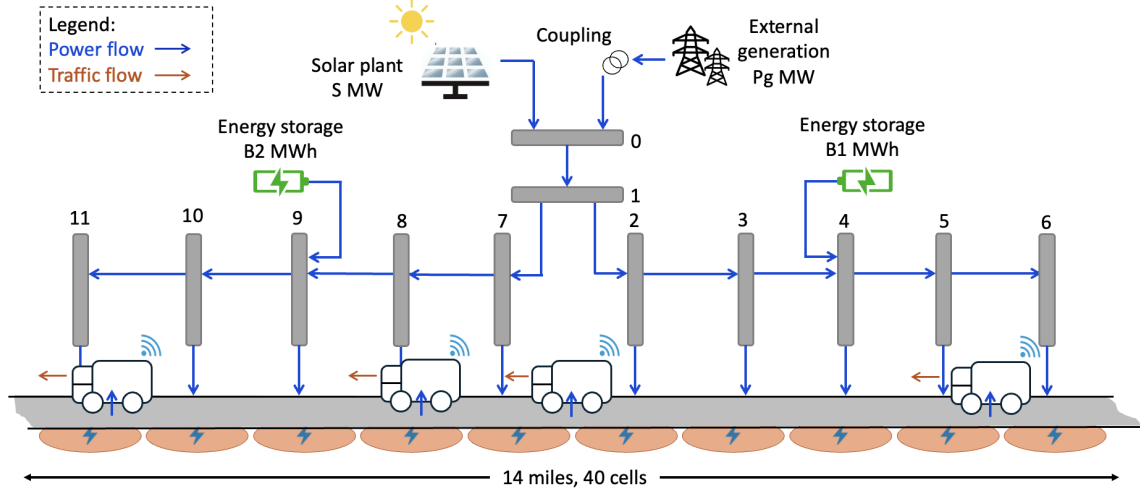 Legend:
Power flow
Traffic flow
Solar plant
S MW
Coupling
External
generation
Pg MW
Energy storage
B2 MWh
Energy storage
B1 MWh
0
1
11
10
9
8
7
2
3
4
5
6
14 miles, 40 cells